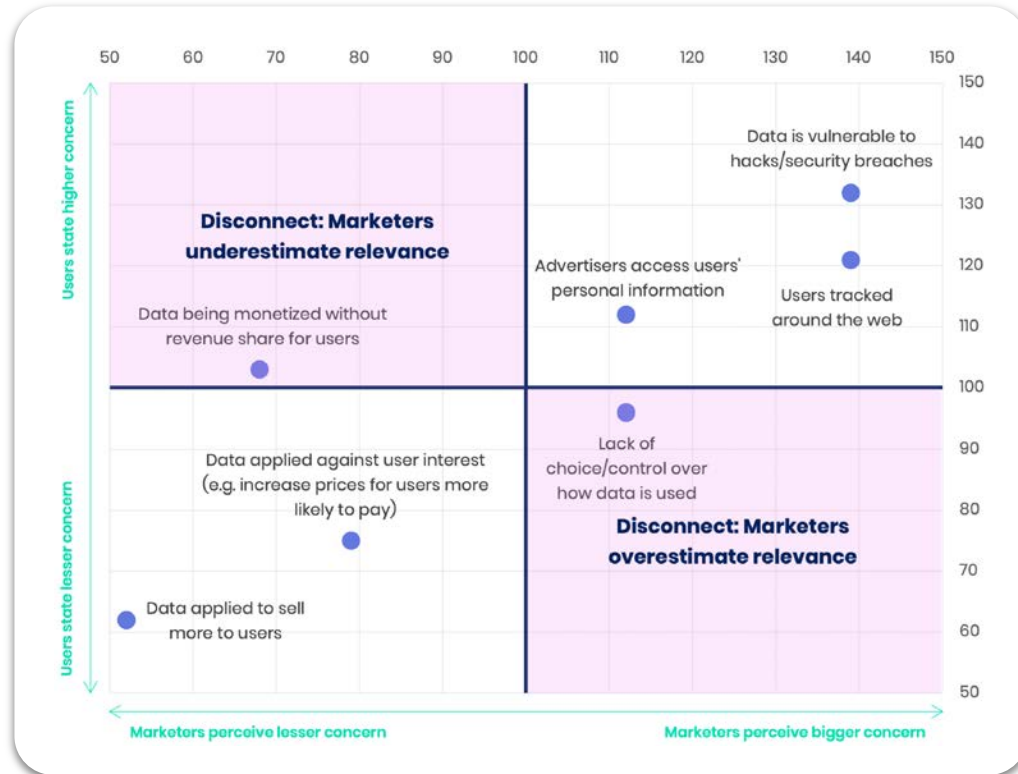 50 60 70 80 90 100 110 120 130 140 150
150
140
130
120
110
100
90
80
70
60
50
Users state higher concern
Users state lesser concern
Data is vulnerable to
hacks/security breaches
Disconnect: Marketers
underestimate relevance
Advertisers access users'
personal information
Users tracked
around the web
Data being monetized without
revenue share for users
Lack of
choice/control over
how data is used
Data applied against user interest
(e.g. increase prices for users more
likely to pay)
Disconnect: Marketers
overestimate relevance
Data applied to sell
more to users
Marketers perceive lesser concern
Marketers perceive bigger concern